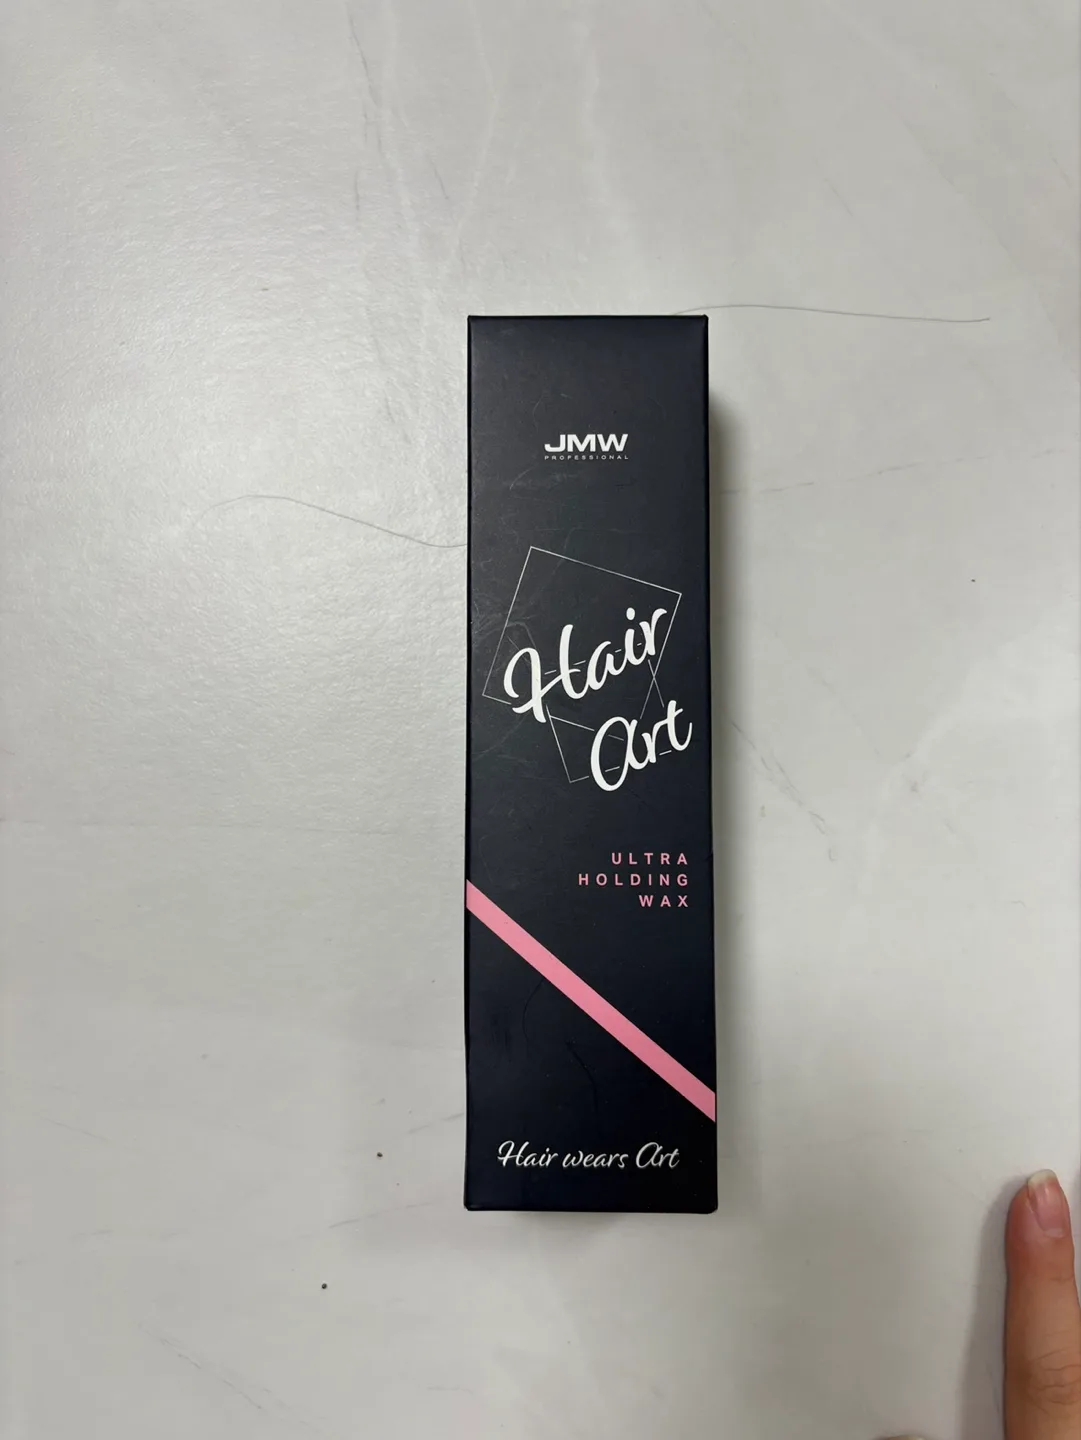 JMW
PROFESSIONAL
Hair
Art
ULTRA
HOLDING
WAX
Hair wears Art